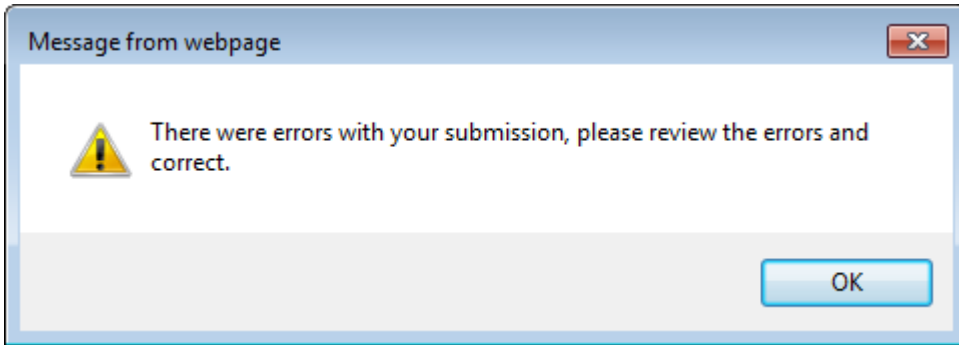 Message from webpage
There were errors with your submission, please review the errors and
correct.
OK